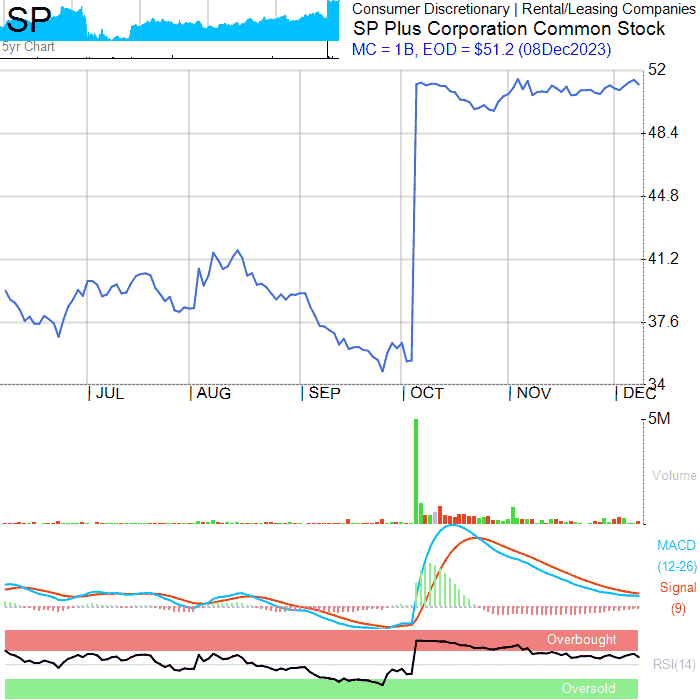 SP
5yr Chart
Consumer Discretionary | Rental/Leasing Companies
SP Plus Corporation Common Stock
MC = 1B, EOD = $51.2 (08Dec2023)
52
48.4
44.8
41.2
37.6
34
JUL AUG SEP OCT NOV DEC
5M
Volume
MACD
(12-26)
Signal
(9)
Overbought
RSI(14)
Oversold